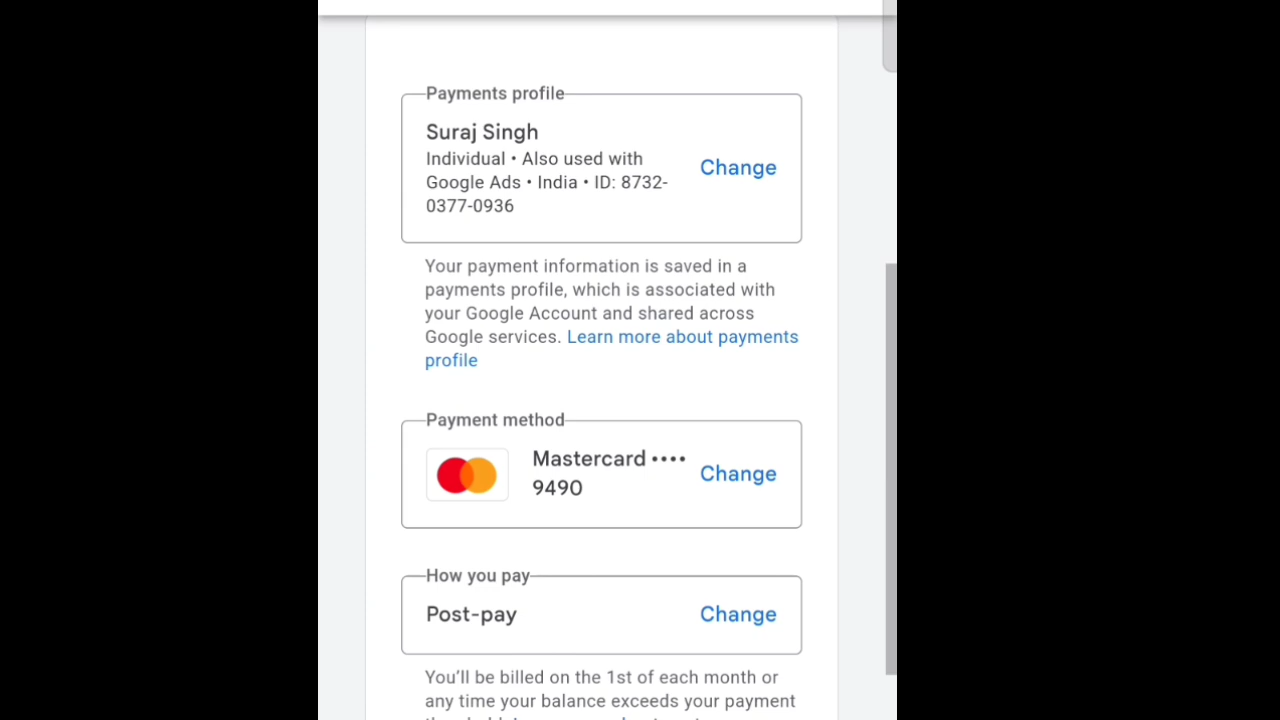 Payments profile
Suraj Singh
Individual • Also used with
Google Ads • India • ID: 8732-
0377-0936
Change
Your payment information is saved in a
payments profile, which is associated with
your Google Account and shared across
Google services. Learn more about payments
profile
Payment method
Mastercard ••••
9490
Change
How you pay
Post-pay
Change
You’ll be billed on the 1st of each month or
any time your balance exceeds your payment